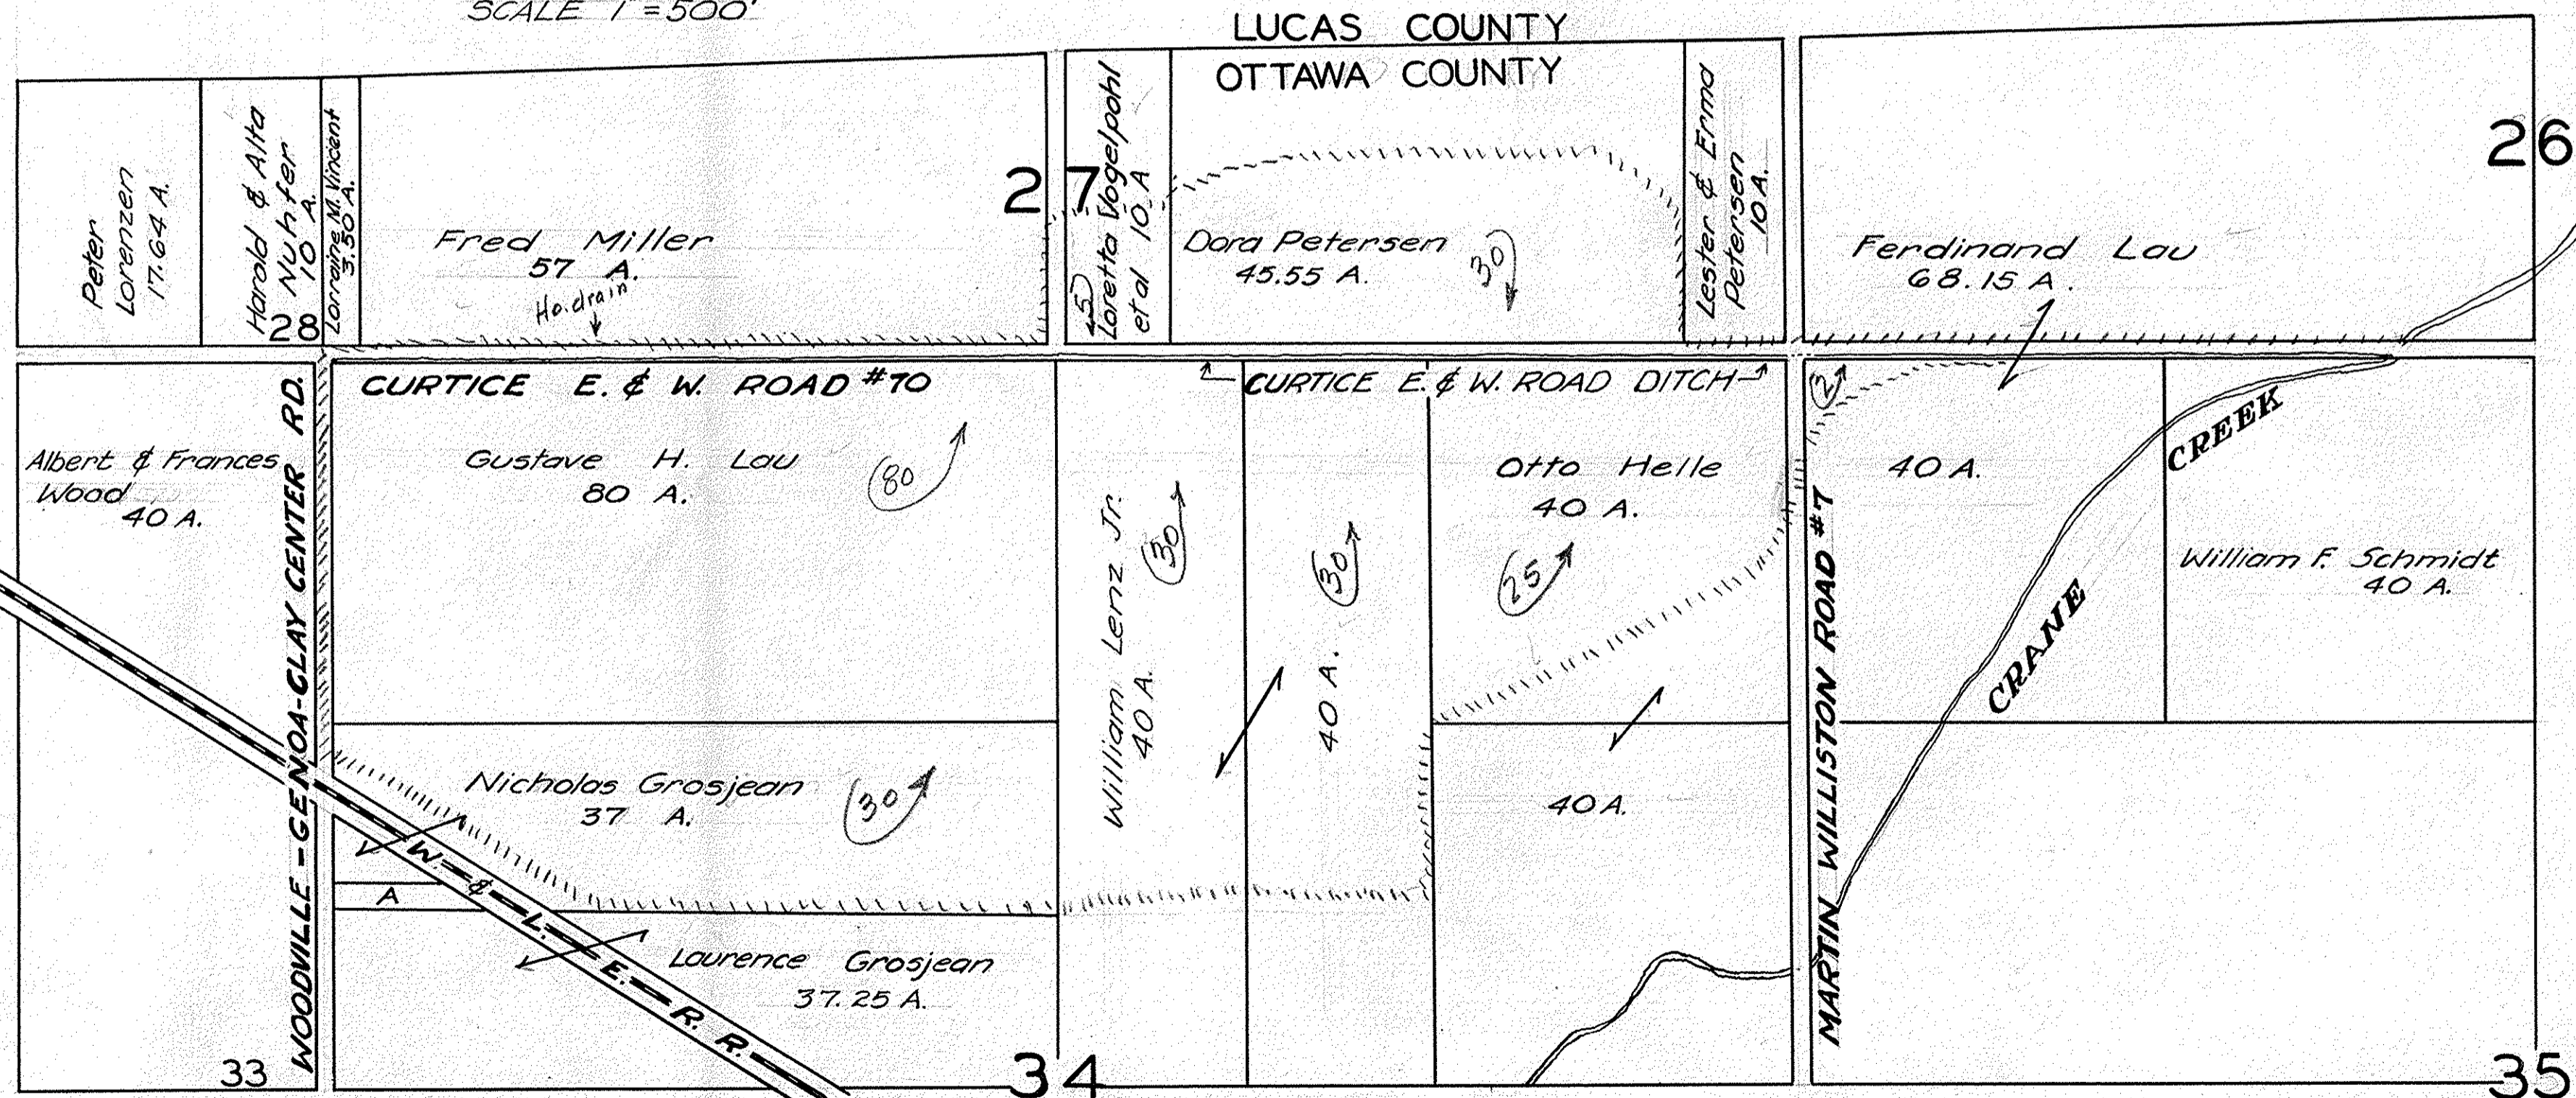 SCALE 1" = 500'
LUCAS COUNTY
OTTAWA COUNTY
Peter
Lorenzen
17.64 A.
Harold & Alta
Nuhfer
10 A.
28
Lorraine M. Vincent
3.50 A.
Fred Miller
57 A.
Ho. drain
27
5
Loretta Vogelpohl
et al 10 A
Dora Petersen
45.55 A.
30
Lester & Erma
Petersen
10 A.
Ferdinand Lau
68.15 A.
26
CURTICE E. & W. ROAD #70
CURTICE E. & W. ROAD DITCH
2
Albert & Frances
Wood
40 A.
WOODVILLE - GENOA-CLAY CENTER RD.
Gustave H. Lau
80 A.
80
William Lenz Jr.
40 A.
30
40 A.
30
Otto Helle
40 A.
25
MARTIN WILLISTON ROAD #7
40 A.
CRANE CREEK
William F. Schmidt
40 A.
Nicholas Grosjean
37 A.
30
40 A.
A
W. & L. E. R. R.
Laurence Grosjean
37.25 A.
33
34
35